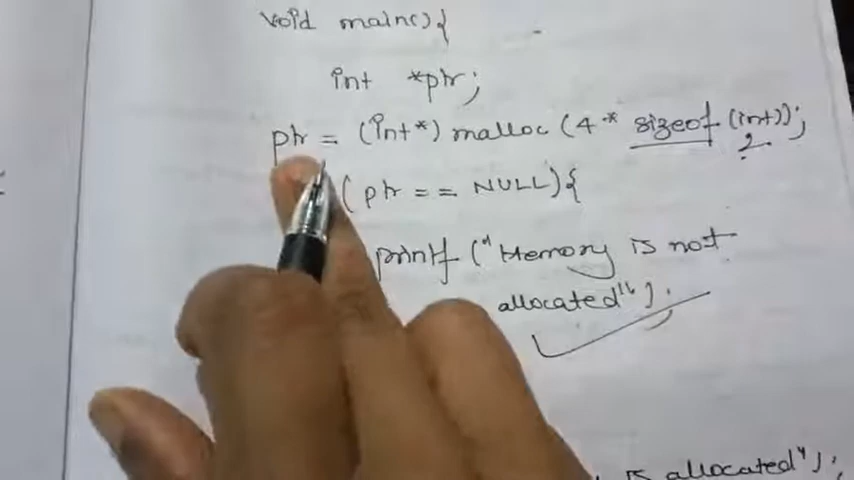 void main(){
int *ptr;
ptr = (int*) malloc (4 * sizeof (int));
2
(ptr == NULL){
printf ("Memory is not
allocated");
is allocated");